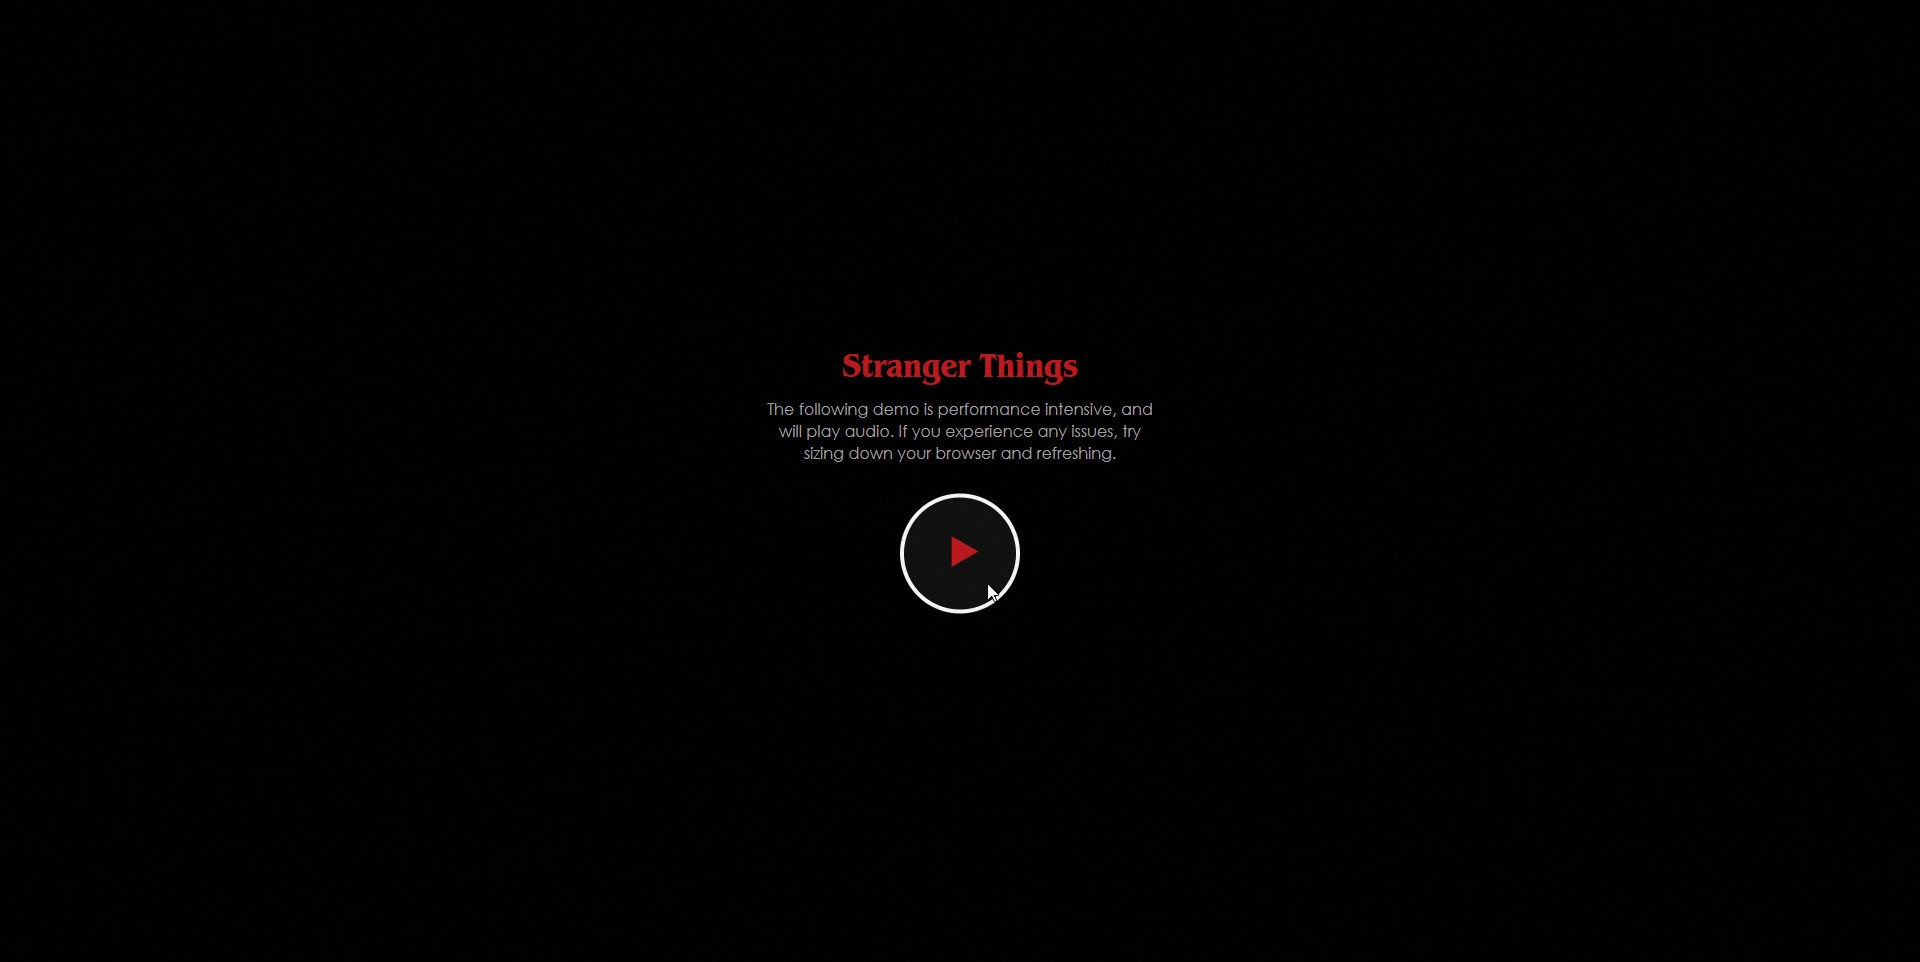 Stranger Things
The following demo is performance intensive, and
will play audio. If you experience any issues, try
sizing down your browser and refreshing.